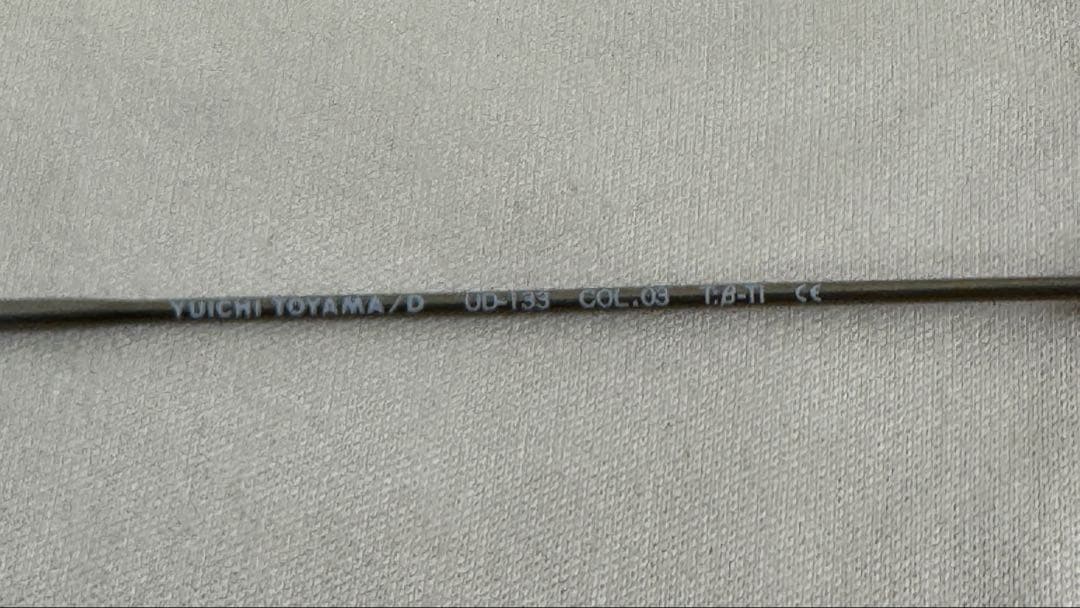 YUICHI TOYAMA/D UD-133 COL.03 T:β-TI CE